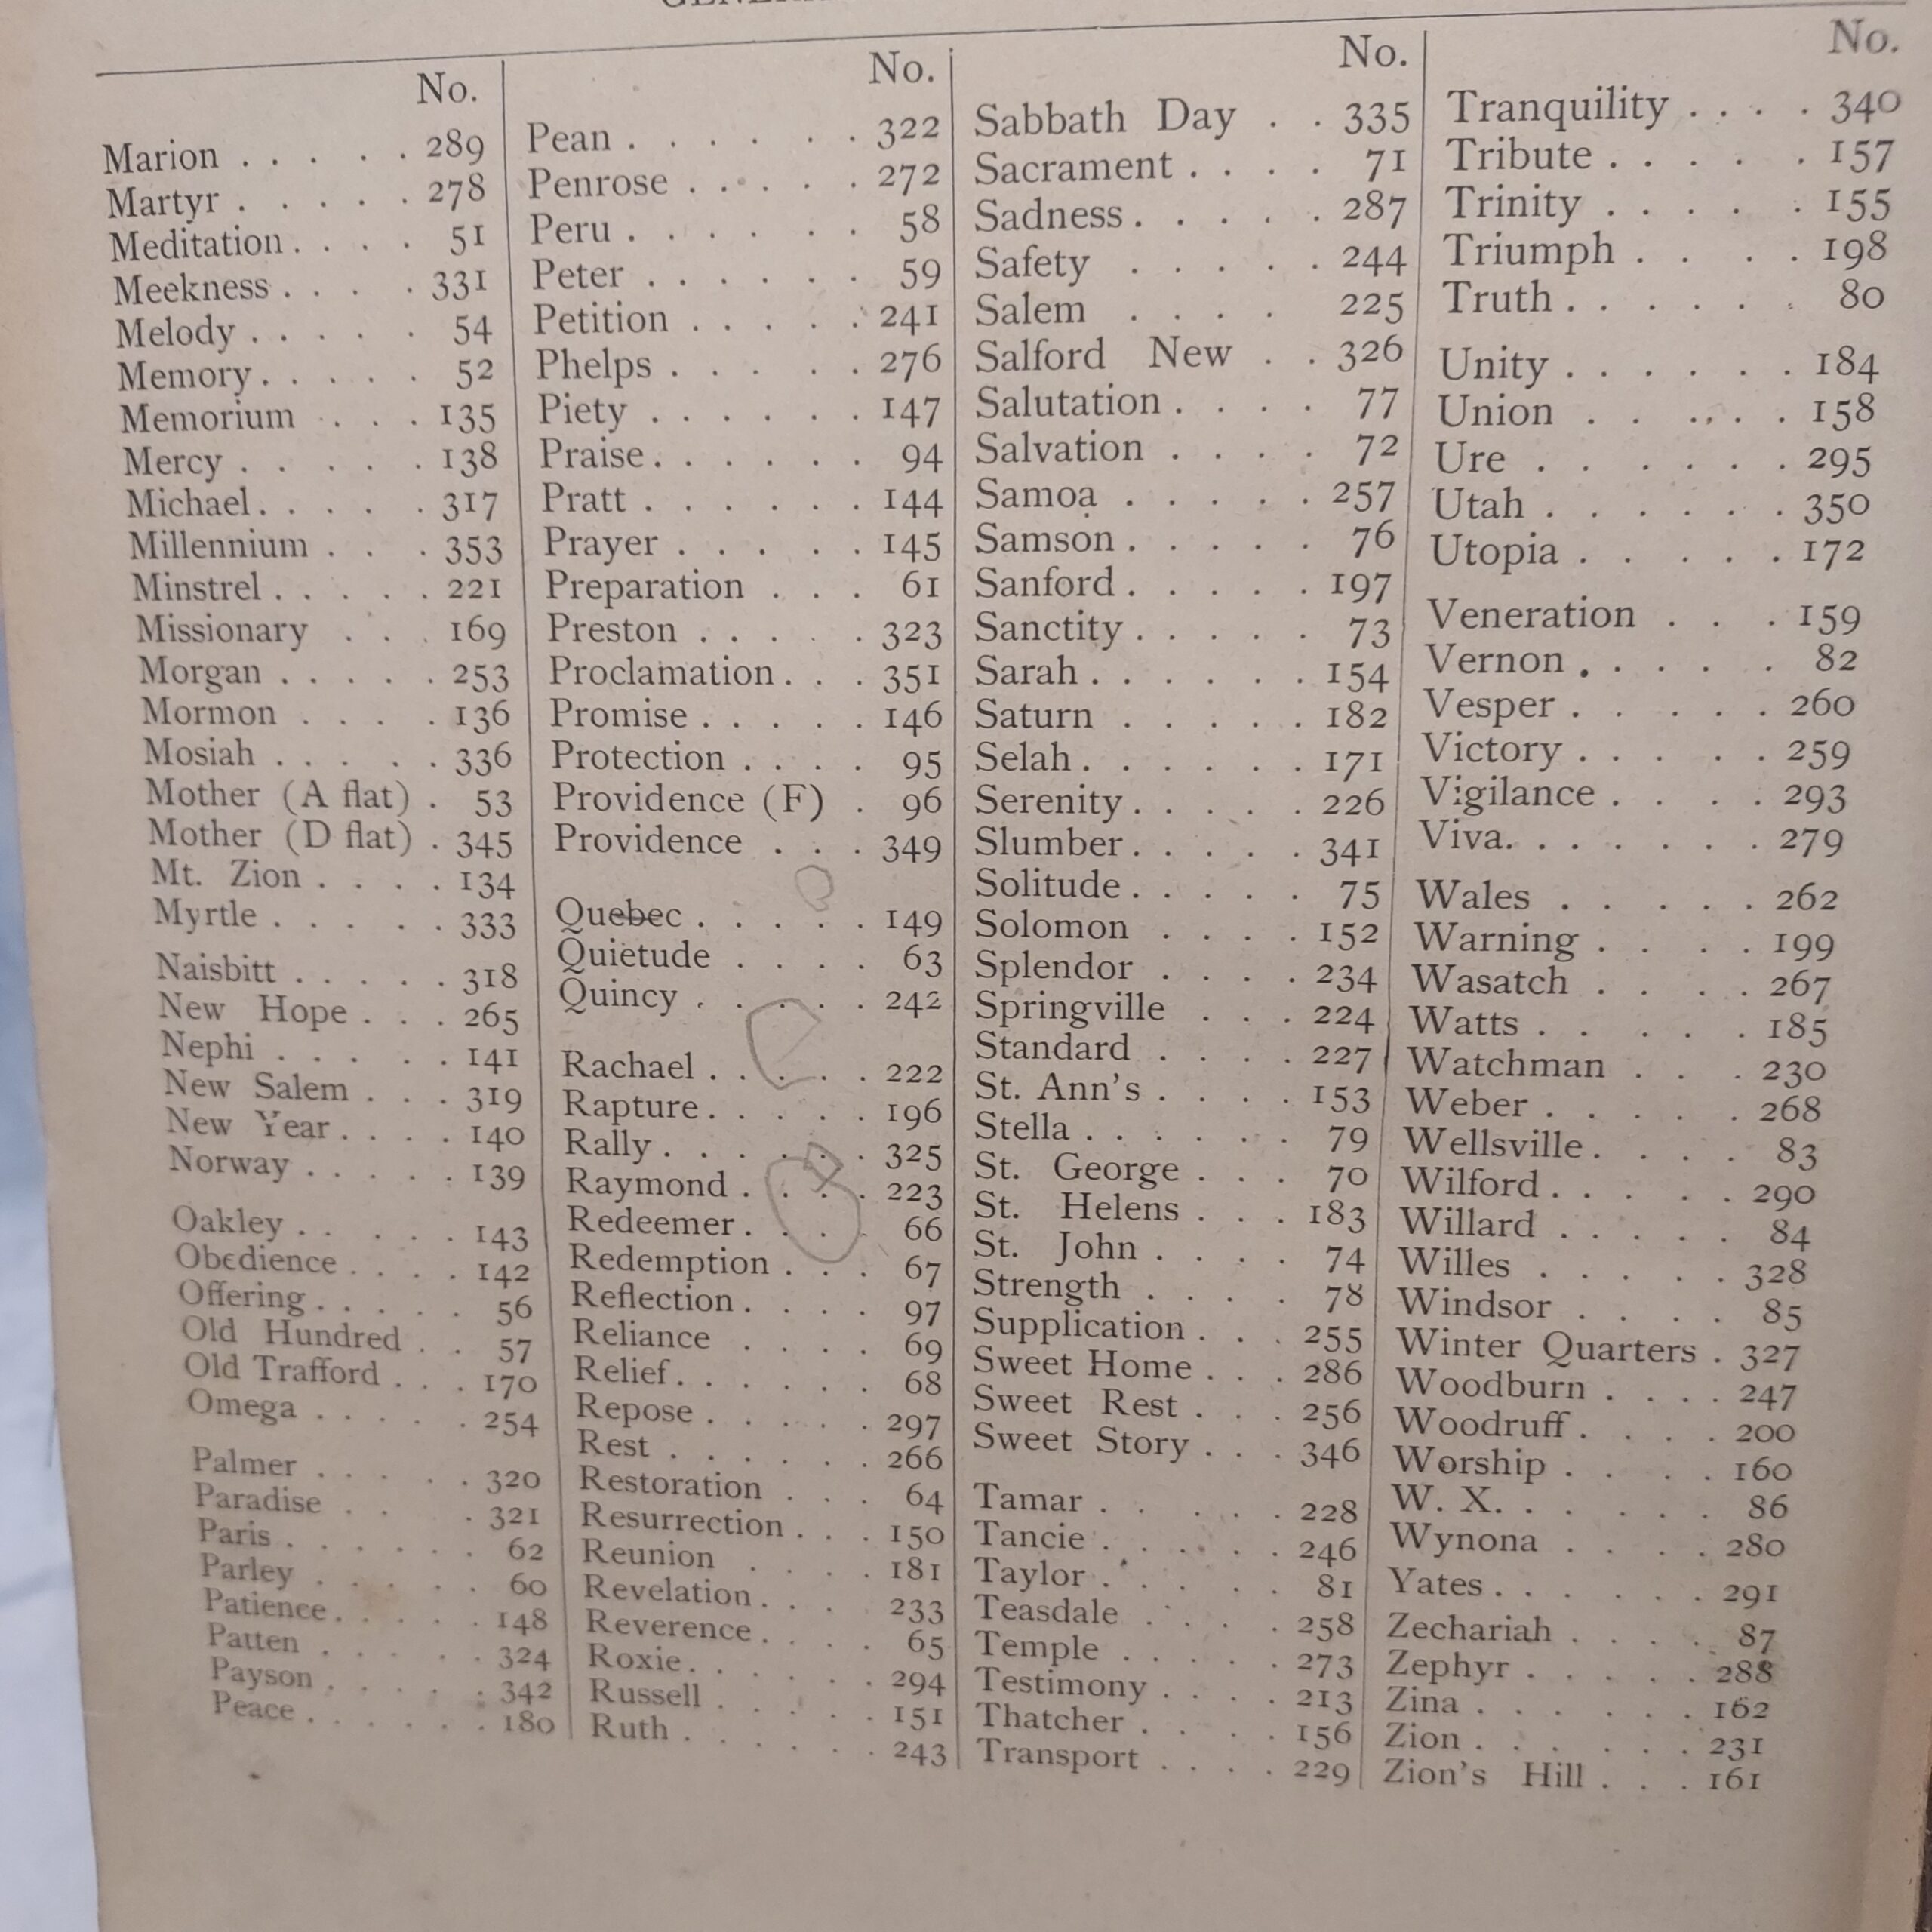 No.
Marion . . . . . 289
Martyr . . . . . 278
Meditation . . . . 51
Meekness . . . . 331
Melody . . . . . 54
Memory . . . . . 52
Memorium . . . 135
Mercy . . . . . 138
Michael . . . . . 317
Millennium . . . 353
Minstrel . . . . . 221
Missionary . . . 169
Morgan . . . . . 253
Mormon . . . . 136
Mosiah . . . . . 336
Mother (A flat) . 53
Mother (D flat) . 345
Mt. Zion . . . . 134
Myrtle . . . . . 333
Naisbitt . . . . . 318
New Hope . . . 265
Nephi . . . . . 141
New Salem . . . 319
New Year . . . . 140
Norway . . . . . 139
Oakley . . . . . 143
Obedience . . . . 142
Offering . . . . . 56
Old Hundred . . 57
Old Trafford . . . 170
Omega . . . . . 254
Palmer . . . . . 320
Paradise . . . 321
Paris . . . . . . 62
Parley . . . . . 60
Patience . . . . . 148
Patten . . . . . 324
Payson . . . . . 342
Peace . . . . . . 180
No.
Pean . . . . . . 322
Penrose . . . . . 272
Peru . . . . . . 58
Peter . . . . . . 59
Petition . . . . . 241
Phelps . . . . . 276
Piety . . . . . . 147
Praise . . . . . . 94
Pratt . . . . . . 144
Prayer . . . . . 145
Preparation . . . 61
Preston . . . . . 323
Proclamation . . . 351
Promise . . . . . 146
Protection . . . . 95
Providence (F) . 96
Providence . . . 349
Quebec . . . . . 149
Quietude . . . . 63
Quincy . . . . . 242
Rachael . . . . . 222
Rapture . . . . . 196
Rally . . . . . . 325
Raymond . . . . 223
Redeemer . . . . 66
Redemption . . . 67
Reflection . . . . 97
Reliance . . . . 69
Relief . . . . . . 68
Repose . . . . . 297
Rest . . . . . . 266
Restoration . . . 64
Resurrection . . . 150
Reunion . . . . 181
Revelation . . . 233
Reverence . . . . 65
Roxie . . . . . . 294
Russell . . . . . 151
Ruth . . . . . . 243
No.
Sabbath Day . . 335
Sacrament . . . . 71
Sadness . . . . . 287
Safety . . . . . 244
Salem . . . . 225
Salford New . . 326
Salutation . . . . 77
Salvation . . . . 72
Samoa . . . . . 257
Samson . . . . . 76
Sanford . . . . . 197
Sanctity . . . . . 73
Sarah . . . . . . 154
Saturn . . . . . 182
Selah . . . . . . 171
Serenity . . . . . 226
Slumber . . . . . 341
Solitude . . . . . 75
Solomon . . . . 152
Splendor . . . . 234
Springville . . . 224
Standard . . . . 227
St. Ann's . . . . 153
Stella . . . . . . 79
St. George . . . 70
St. Helens . . . 183
St. John . . . . 74
Strength . . . . 78
Supplication . . . 255
Sweet Home . . . 286
Sweet Rest . . . 256
Sweet Story . . . 346
Tamar . . . . . 228
Tancie . . . . . 246
Taylor . . . . . 81
Teasdale . . . . 258
Temple . . . . . 273
Testimony . . . . 213
Thatcher . . . . 156
Transport . . . . 229
No.
Tranquility . . . . 340
Tribute . . . . . 157
Trinity . . . . . 155
Triumph . . . . 198
Truth . . . . . . 80
Unity . . . . . . 184
Union . . . . . 158
Ure . . . . . . 295
Utah . . . . . . 350
Utopia . . . . . 172
Veneration . . . 159
Vernon . . . . . 82
Vesper . . . . . 260
Victory . . . . . 259
Vigilance . . . . 293
Viva. . . . . . . 279
Wales . . . . . 262
Warning . . . . 199
Wasatch . . . . 267
Watts . . . . . 185
Watchman . . . 230
Weber . . . . . 268
Wellsville . . . . 83
Wilford . . . . . 290
Willard . . . . . 84
Willes . . . . . 328
Windsor . . . . 85
Winter Quarters . 327
Woodburn . . . . 247
Woodruff . . . . 200
Worship . . . . 160
W. X. . . . . . 86
Wynona . . . . 280
Yates . . . . . . 291
Zechariah . . . . 87
Zephyr . . . . . 288
Zina . . . . . . 162
Zion . . . . . . 231
Zion's Hill . . . 161